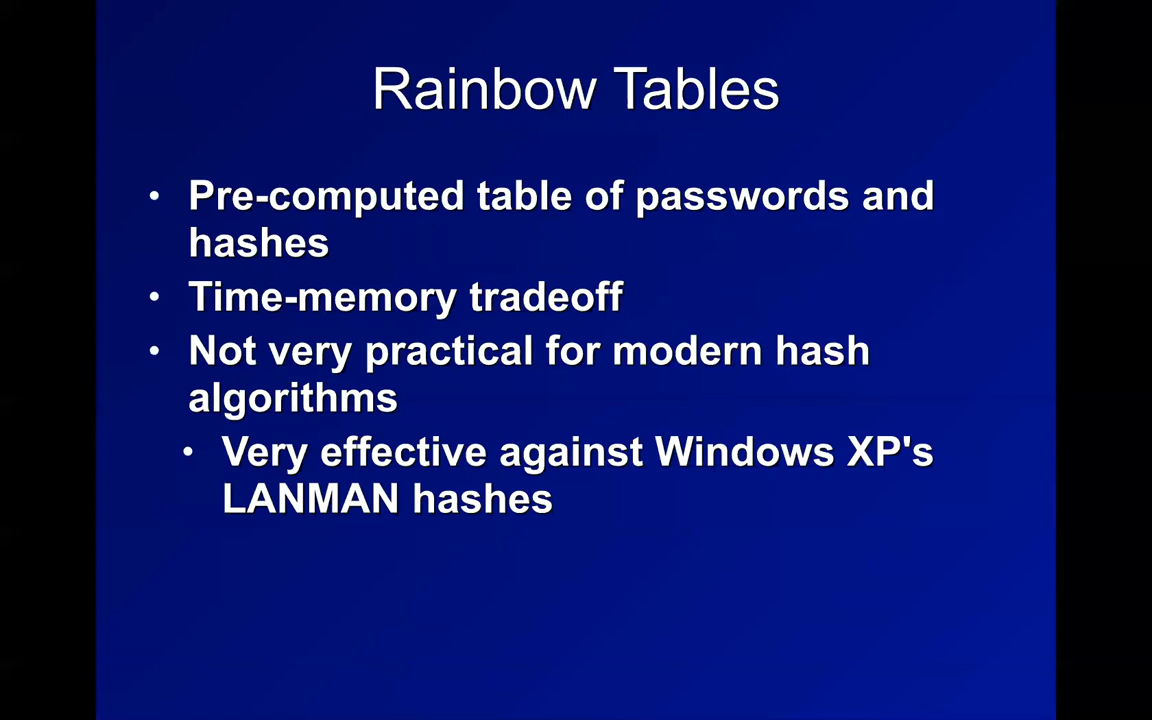 Rainbow Tables
• Pre-computed table of passwords and
hashes
• Time-memory tradeoff
• Not very practical for modern hash
algorithms
• Very effective against Windows XP's
LANMAN hashes